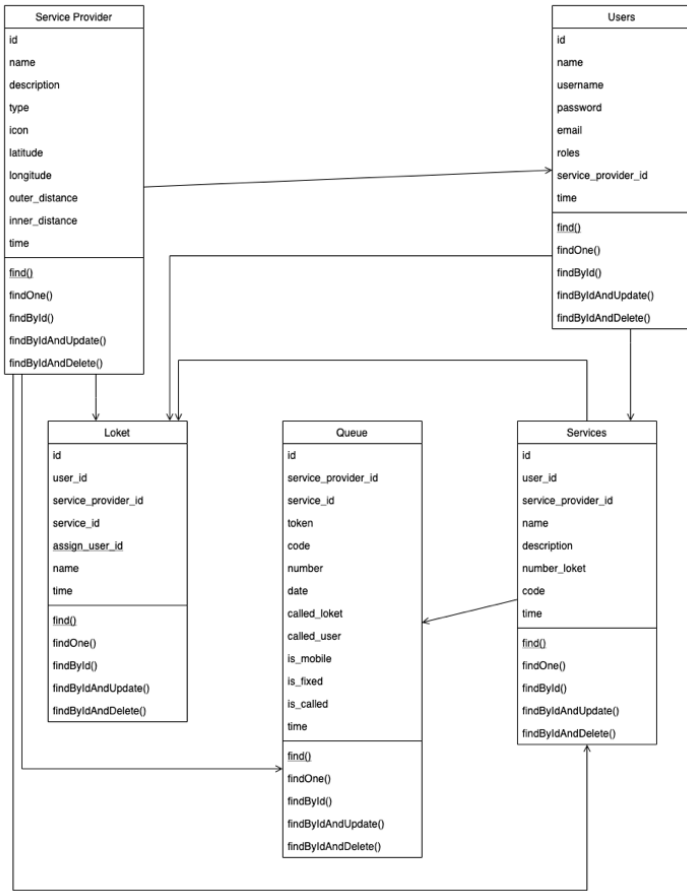 Service Provider
id
name
description
type
icon
latitude
longitude
outer_distance
inner_distance
time
find()
findOne()
findById()
findByIdAndUpdate()
findByIdAndDelete()
Users
id
name
username
password
email
roles
service_provider_id
time
find()
findOne()
findById()
findByIdAndUpdate()
findByIdAndDelete()
Loket
id
user_id
service_provider_id
service_id
assign_user_id
name
time
find()
findOne()
findById()
findByIdAndUpdate()
findByIdAndDelete()
Queue
id
service_provider_id
service_id
token
code
number
date
called_loket
called_user
is_mobile
is_fixed
is_called
time
find()
findOne()
findById()
findByIdAndUpdate()
findByIdAndDelete()
Services
id
user_id
service_provider_id
name
description
number_loket
code
time
find()
findOne()
findById()
findByIdAndUpdate()
findByIdAndDelete()